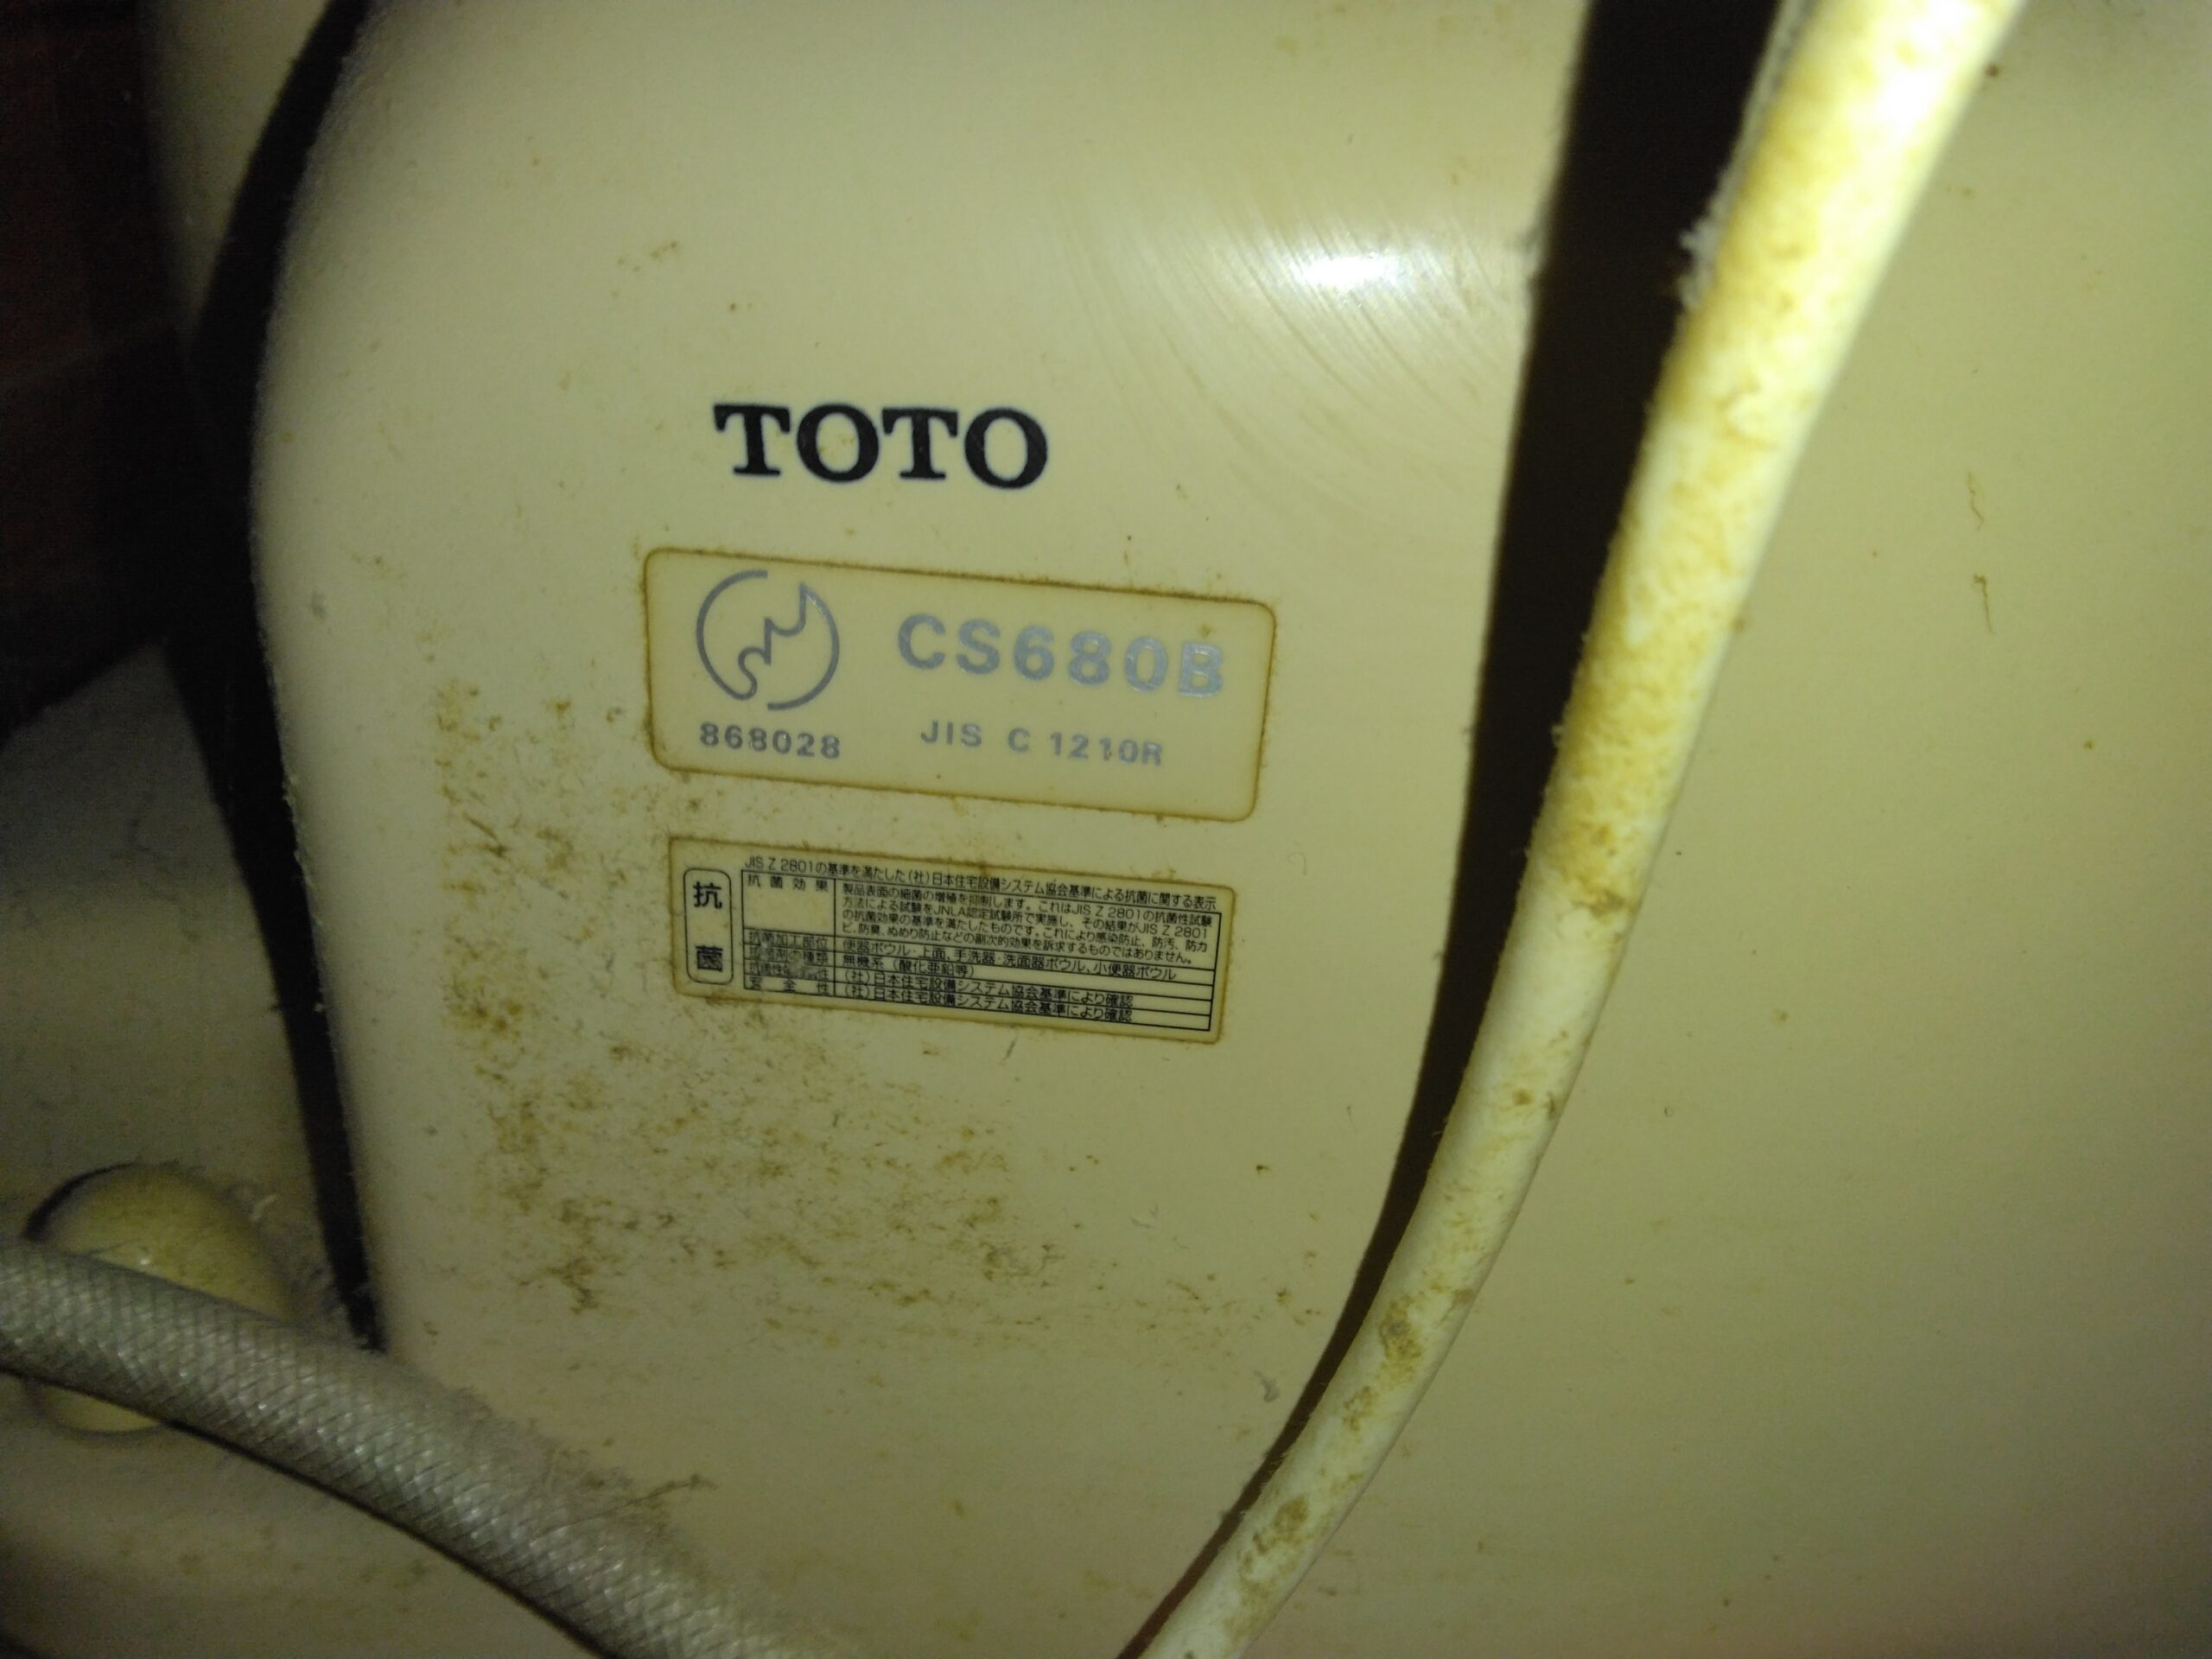 TOTO
CS680B
868028
JIS C 1210R
JIS Z 2801の基準を満たした(社)日本住宅設備システム協会基準による抗菌に関する表示
抗菌
抗菌効果
製品表面の細菌の増殖を抑制します。これはJIS Z 2801の抗菌性試験
方法による試験をJNLA認定試験所で実施し、その結果がJIS Z 2801
の抗菌効果の基準を満たしたものです。これにより感染防止、防汚、防カ
ビ、防臭、ぬめり防止などの副次的効果を訴求するものではありません。
抗菌加工部位 便器ボウル・上面、手洗器・洗面器ボウル、小便器ボウル
の種類 無機系(酸化亜鉛等)
性 (社)日本住宅設備システム協会基準により確認
安全性 (社)日本住宅設備システム協会基準により確認